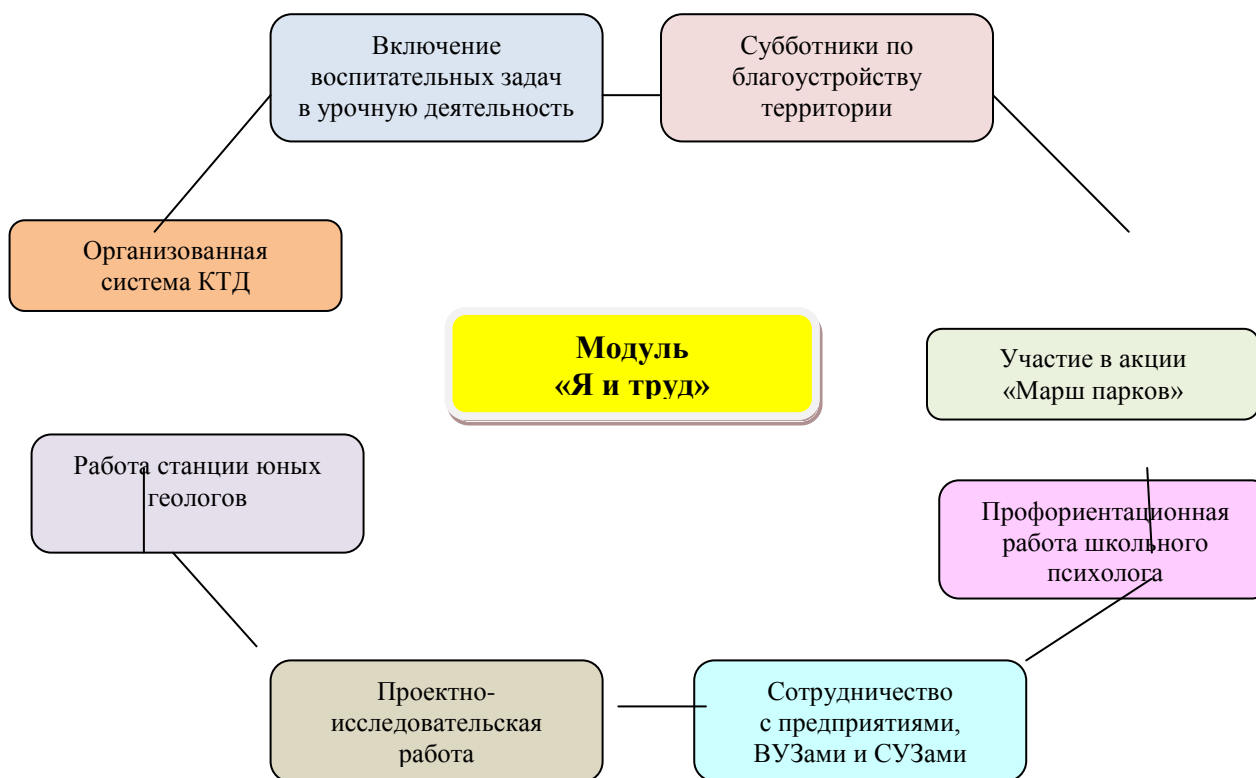 Включение
воспитательных задач
в урочную деятельность
Субботники по
благоустройству
территории
Организованная
система КТД
Модуль
«Я и труд»
Участие в акции
«Марш парков»
Работа станции юных
геологов
Профориентационная
работа школьного
психолога
Проектно-
исследовательская
работа
Сотрудничество
с предприятиями,
ВУЗами и СУЗами